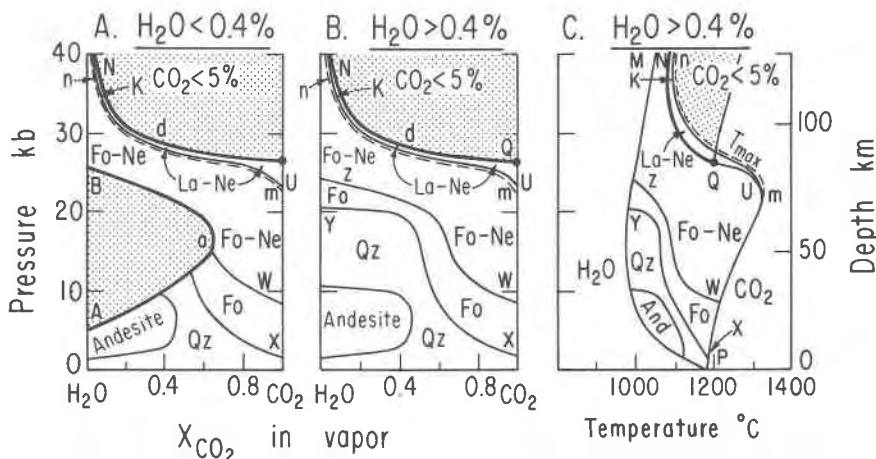 A. H₂O<0.4%
B. H₂O>0.4%
C. H₂O>0.4%
Pressure kb
40
30
20
10
0
n
N
K
CO₂<5%
d
Fo-Ne
La-Ne
U
m
B
a
Fo-Ne
W
A
Andesite
Fo
Qz
X
H₂O
0.4
0.8
CO₂
n
N
K
CO₂<5%
d
Q
Fo-Ne
La-Ne
U
m
Z
Fo
Y
Qz
Fo-Ne
W
Andesite
Fo
Qz
X
H₂O
0.4
0.8
CO₂
X_CO₂ in vapor
M
N
n
K
CO₂<5%
La-Ne
Tmax
Q
U
m
Z
Y
Fo-Ne
H₂O
Qz
W
CO₂
And
Fo
X
iP
1000
1200
1400
Temperature °C
100
50
0
Depth km